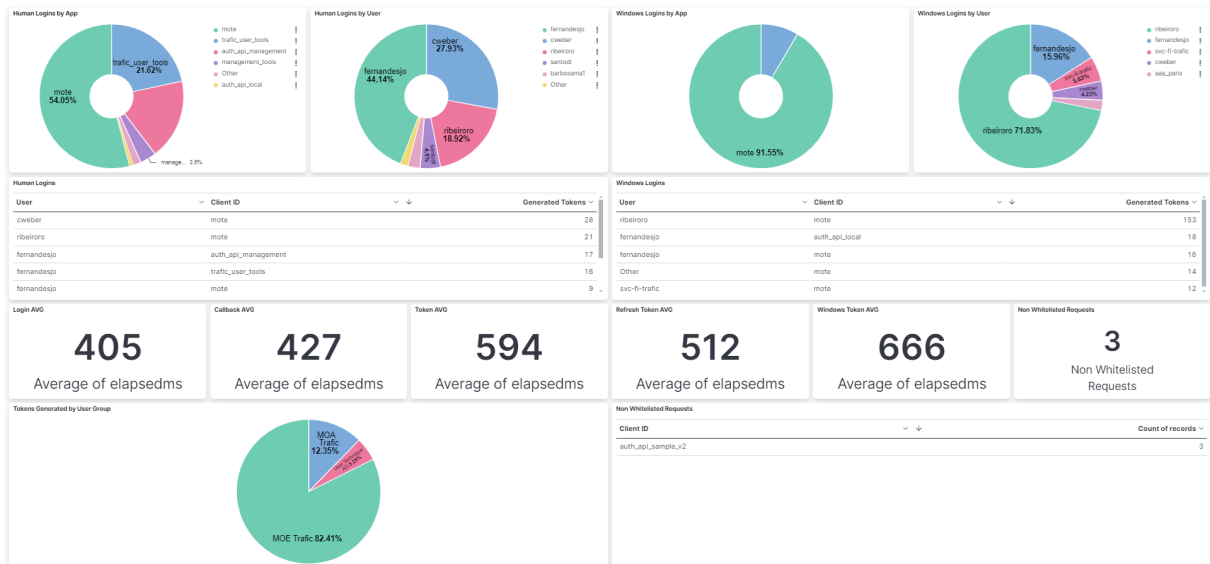 Human Logins by App
mote
trafic_user_tools
auth_api_management
management_tools
Other
auth_api_local
trafic_user_tools
21.62%
mote
54.05%
manage... 3.6%
Human Logins by User
fernandesjo
cweber
ribeiroro
santodi
barbosama1
Other
cweber
27.93%
fernandesjo
44.14%
ribeiroro
18.92%
santodi
4.5%
Windows Logins by App
mote 91.55%
Windows Logins by User
ribeiroro
fernandesjo
svc-fi-trafic
cweber
aaa_paris
fernandesjo
15.96%
svc-fi-trafic
5.63%
cweber
4.23%
ribeiroro 71.83%
Human Logins
User Client ID Generated Tokens
cweber mote 28
ribeiroro mote 21
fernandesjo auth_api_management 17
fernandesjo trafic_user_tools 16
fernandesjo mote 9
Windows Logins
User Client ID Generated Tokens
ribeiroro mote 153
fernandesjo auth_api_local 18
fernandesjo mote 16
Other mote 14
svc-fi-trafic mote 12
Login AVG
405
Average of elapsedms
Callback AVG
427
Average of elapsedms
Token AVG
594
Average of elapsedms
Refresh Token AVG
512
Average of elapsedms
Windows Token AVG
666
Average of elapsedms
Non Whitelisted Requests
3
Non Whitelisted
Requests
Tokens Generated by User Group
MOA
Trafic
12.35%
MOE Trafic 82.41%
Non Whitelisted Requests
Client ID Count of records
auth_api_sample_v2 3